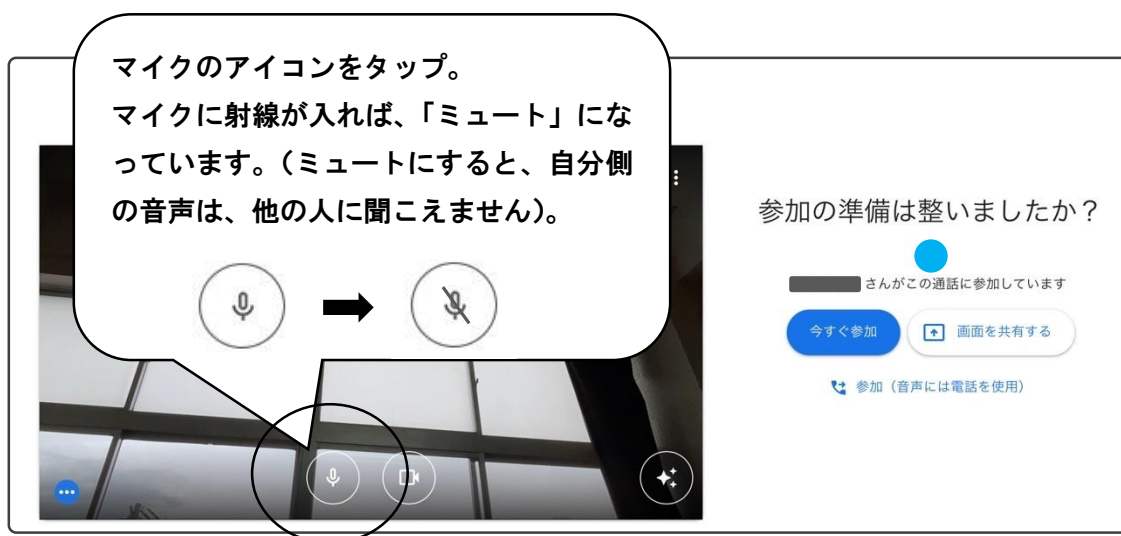 マイクのアイコンをタップ。
マイクに射線が入れば、「ミュート」にな
っています。（ミュートにすると、自分側
の音声は、他の人に聞こえません）。
参加の準備は整いましたか？
さんがこの通話に参加しています
今すぐ参加
画面を共有する
参加（音声には電話を使用）